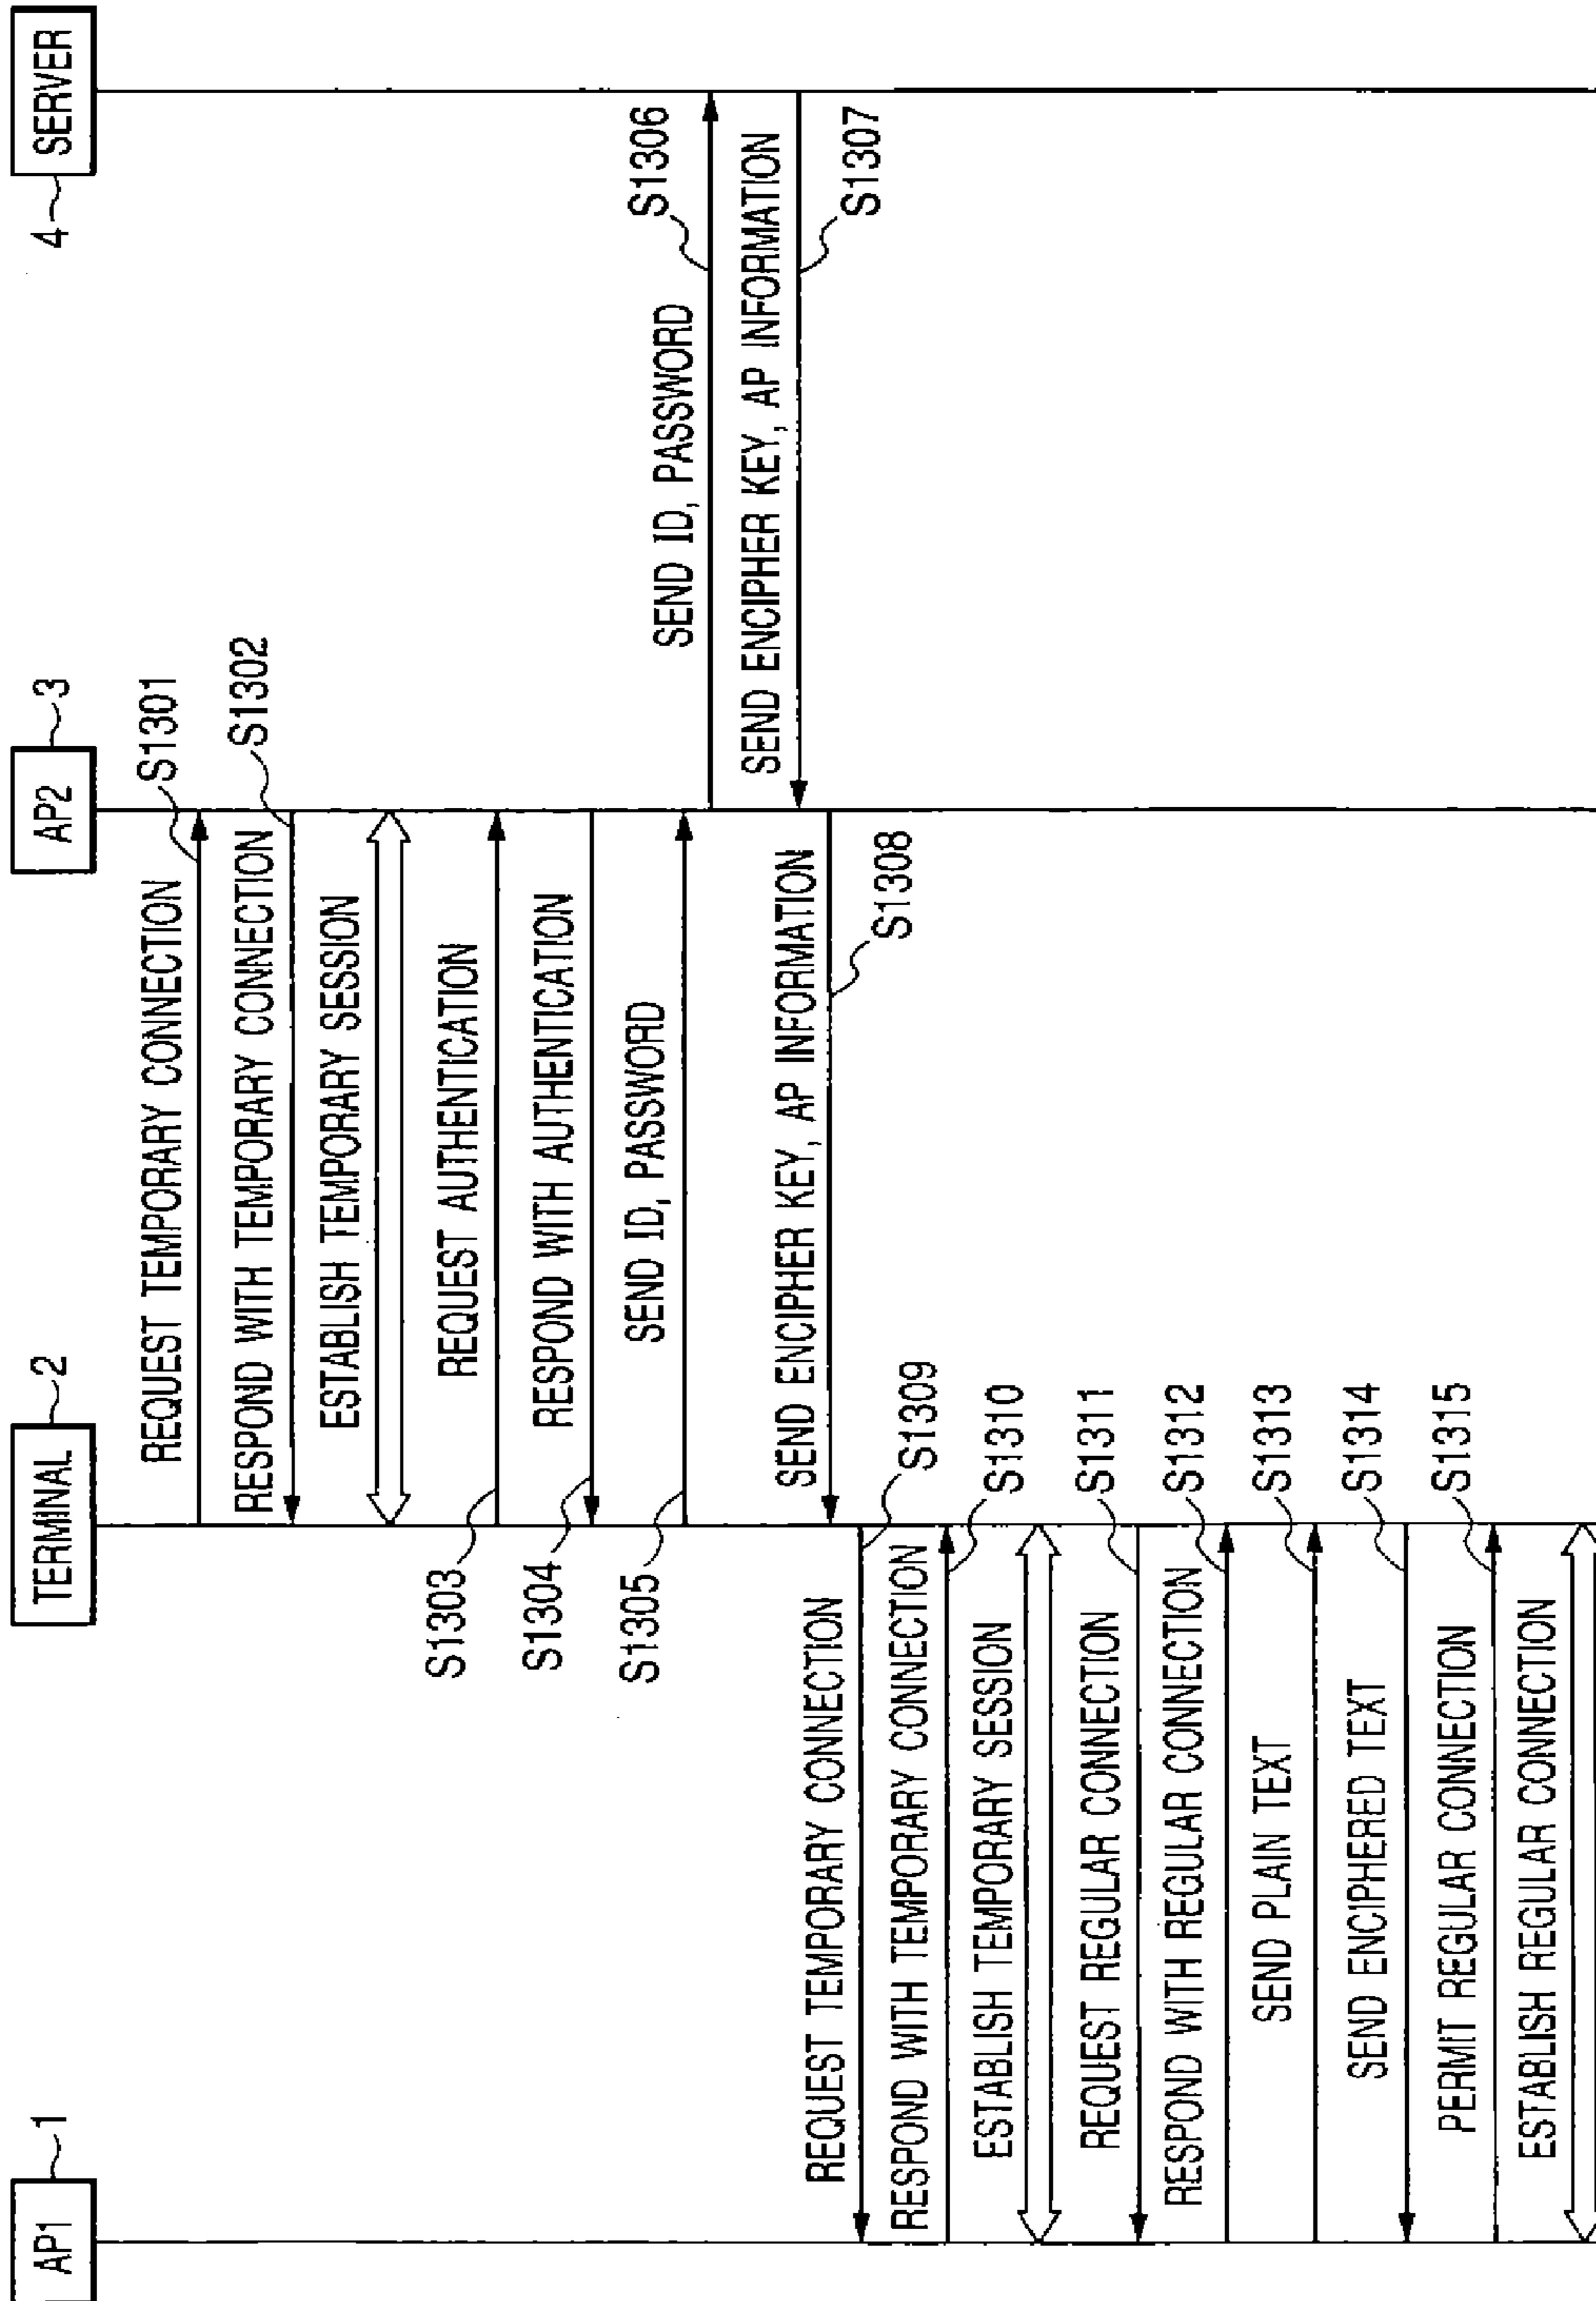 AP1
1
TERMINAL
2
AP2
3
SERVER
4
REQUEST TEMPORARY CONNECTION
S1301
RESPOND WITH TEMPORARY CONNECTION
S1302
ESTABLISH TEMPORARY SESSION
REQUEST AUTHENTICATION
S1303
RESPOND WITH AUTHENTICATION
S1304
SEND ID, PASSWORD
S1305
SEND ID, PASSWORD
S1306
SEND ENCIPHER KEY, AP INFORMATION
S1307
SEND ENCIPHER KEY, AP INFORMATION
S1308
REQUEST TEMPORARY CONNECTION
S1309
RESPOND WITH TEMPORARY CONNECTION
S1310
ESTABLISH TEMPORARY SESSION
REQUEST REGULAR CONNECTION
S1311
RESPOND WITH REGULAR CONNECTION
S1312
SEND PLAIN TEXT
S1313
SEND ENCIPHERED TEXT
S1314
PERMIT REGULAR CONNECTION
S1315
ESTABLISH REGULAR CONNECTION